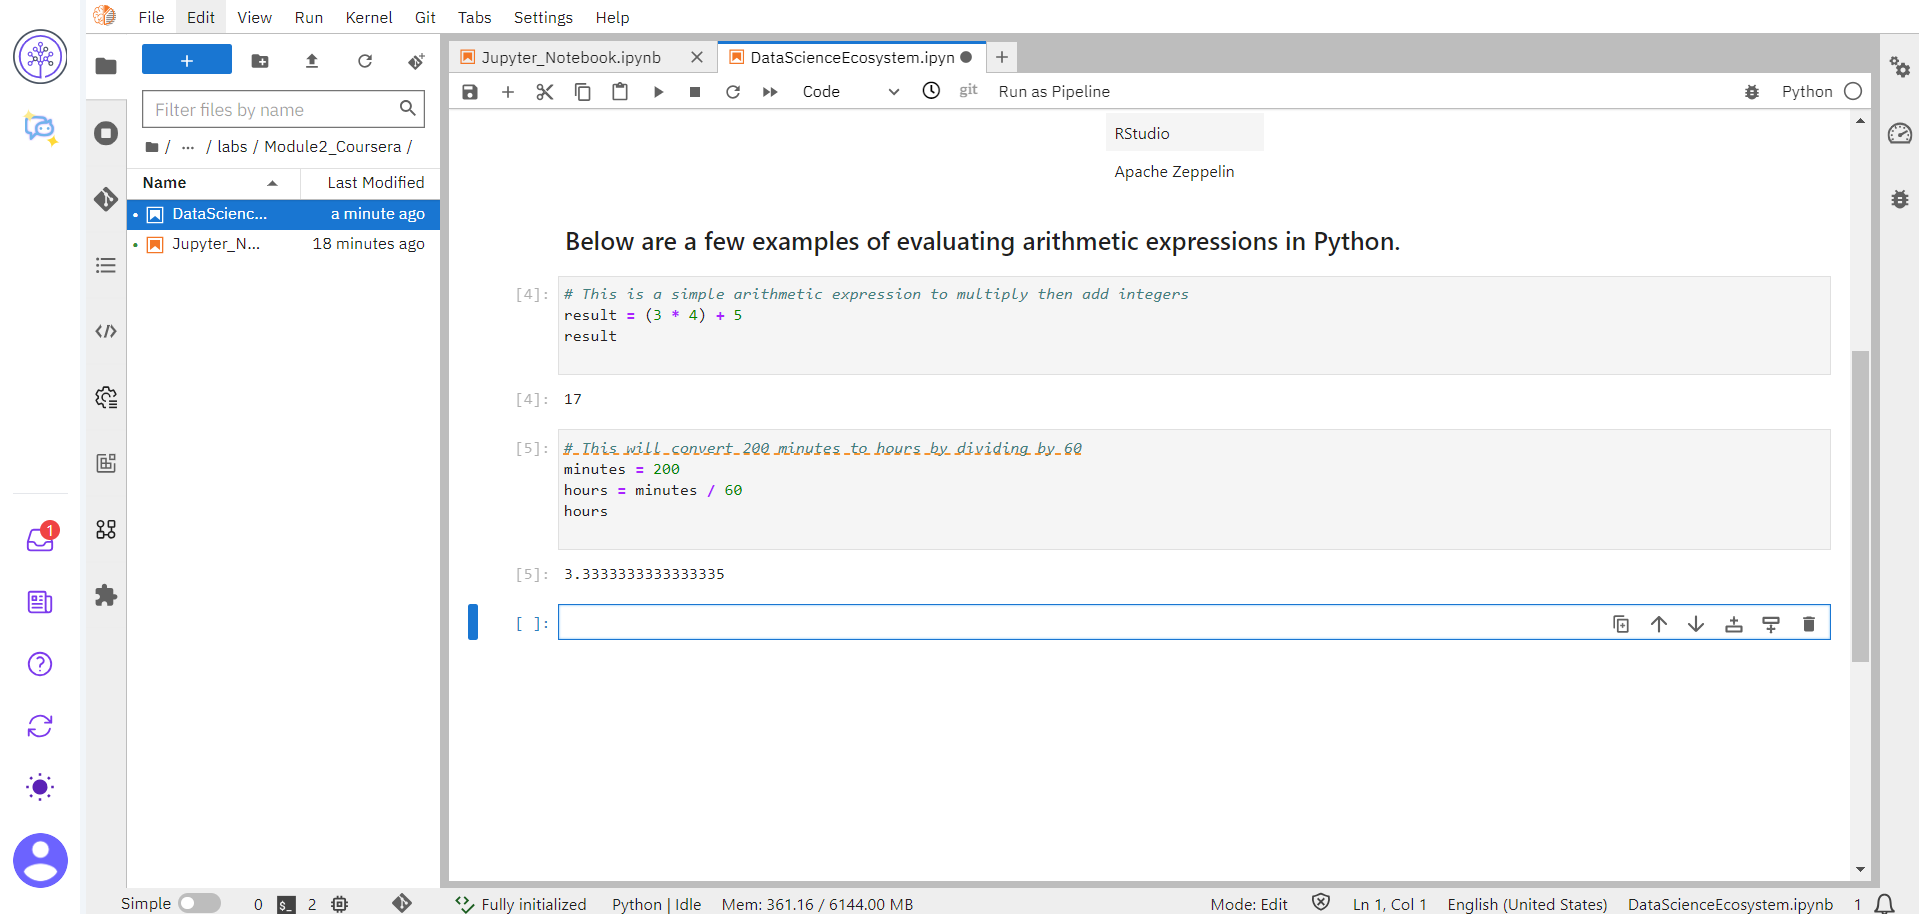 File Edit View Run Kernel Git Tabs Settings Help
+
Filter files by name
/ ... / labs / Module2_Coursera /
Name Last Modified
DataScienc... a minute ago
Jupyter_N... 18 minutes ago
Jupyter_Notebook.ipynb
DataScienceEcosystem.ipyn
Code git Run as Pipeline Python
RStudio
Apache Zeppelin
Below are a few examples of evaluating arithmetic expressions in Python.
[4]: # This is a simple arithmetic expression to multiply then add integers
result = (3 * 4) + 5
result
[4]: 17
[5]: # This will convert 200 minutes to hours by dividing by 60
minutes = 200
hours = minutes / 60
hours
[5]: 3.3333333333333335
[ ]:
1
Simple 0 $_ 2 Fully initialized Python | Idle Mem: 361.16 / 6144.00 MB Mode: Edit Ln 1, Col 1 English (United States) DataScienceEcosystem.ipynb 1